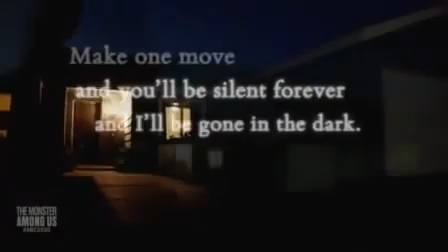 Make one move
and you'll be silent forever
and I'll be gone in the dark.
THE MONSTER
AMONG US